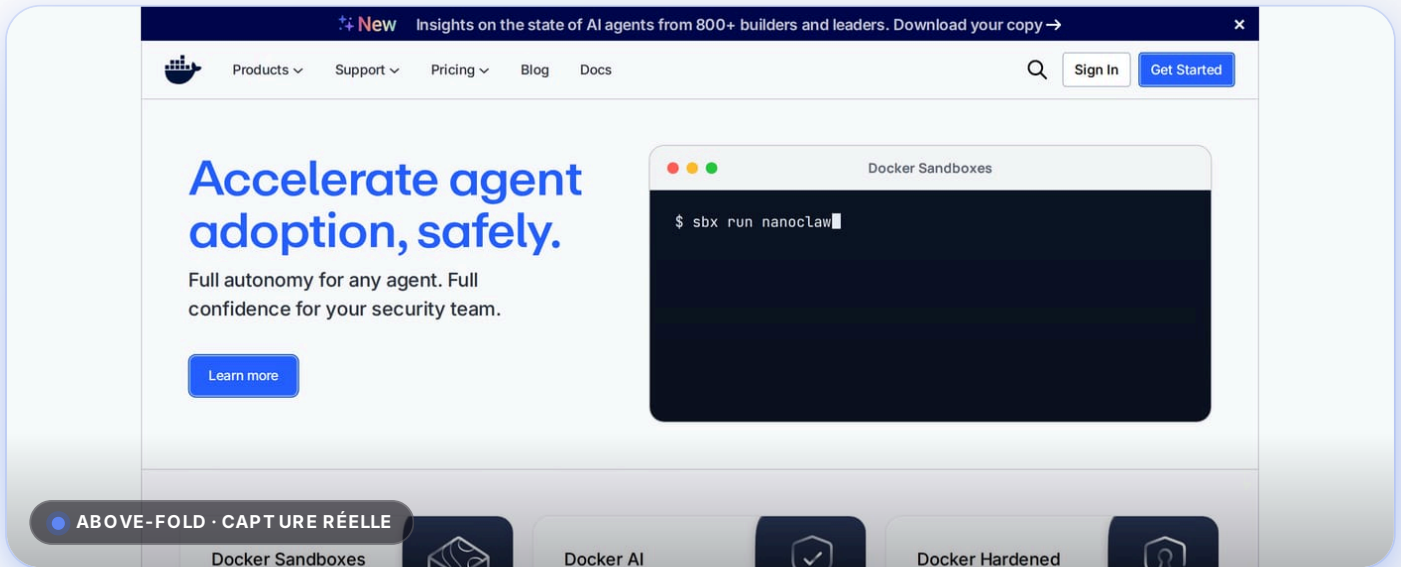 New Insights on the state of AI agents from 800+ builders and leaders. Download your copy → ×
Products Support Pricing Blog Docs Sign In Get Started
Accelerate agent
adoption, safely.
Full autonomy for any agent. Full
confidence for your security team.
Learn more
Docker Sandboxes
$ sbx run nanoclaw
ABOVE-FOLD · CAPTURE RÉELLE
Docker Sandboxes
Docker AI
Docker Hardened